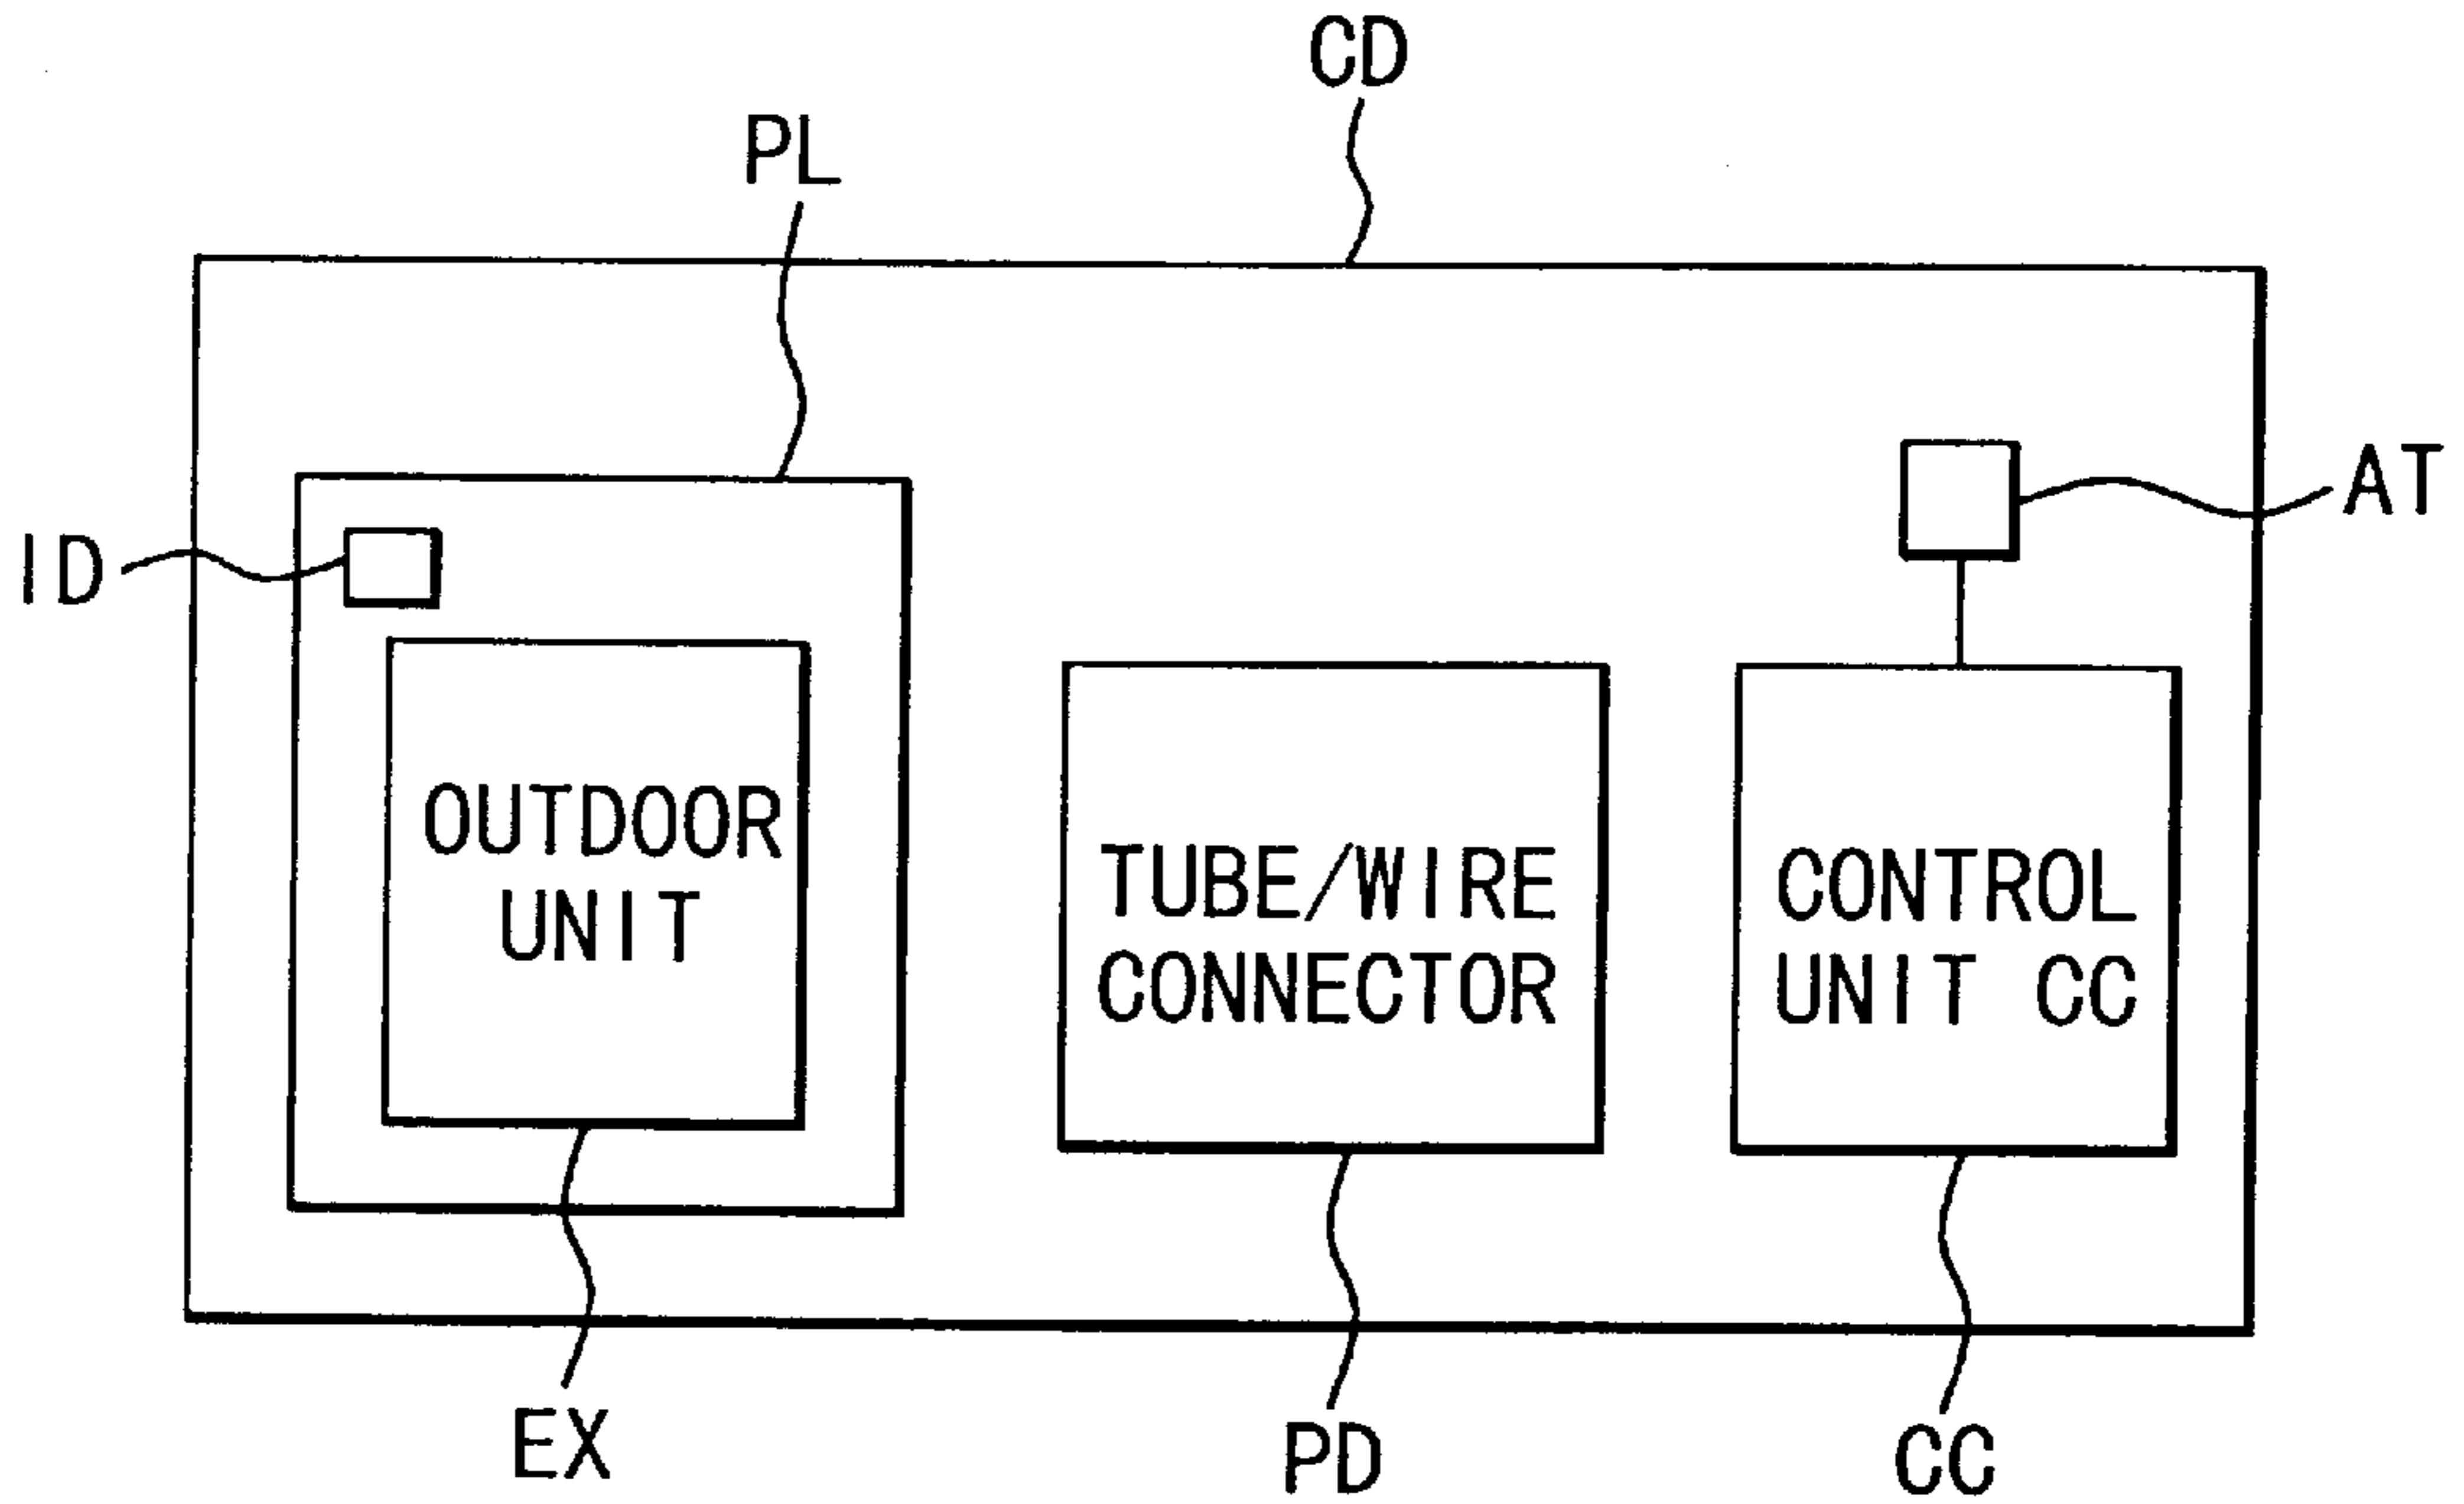 CD
PL
AT
ID
OUTDOOR
UNIT
TUBE/WIRE
CONNECTOR
CONTROL
UNIT CC
EX
PD
CC